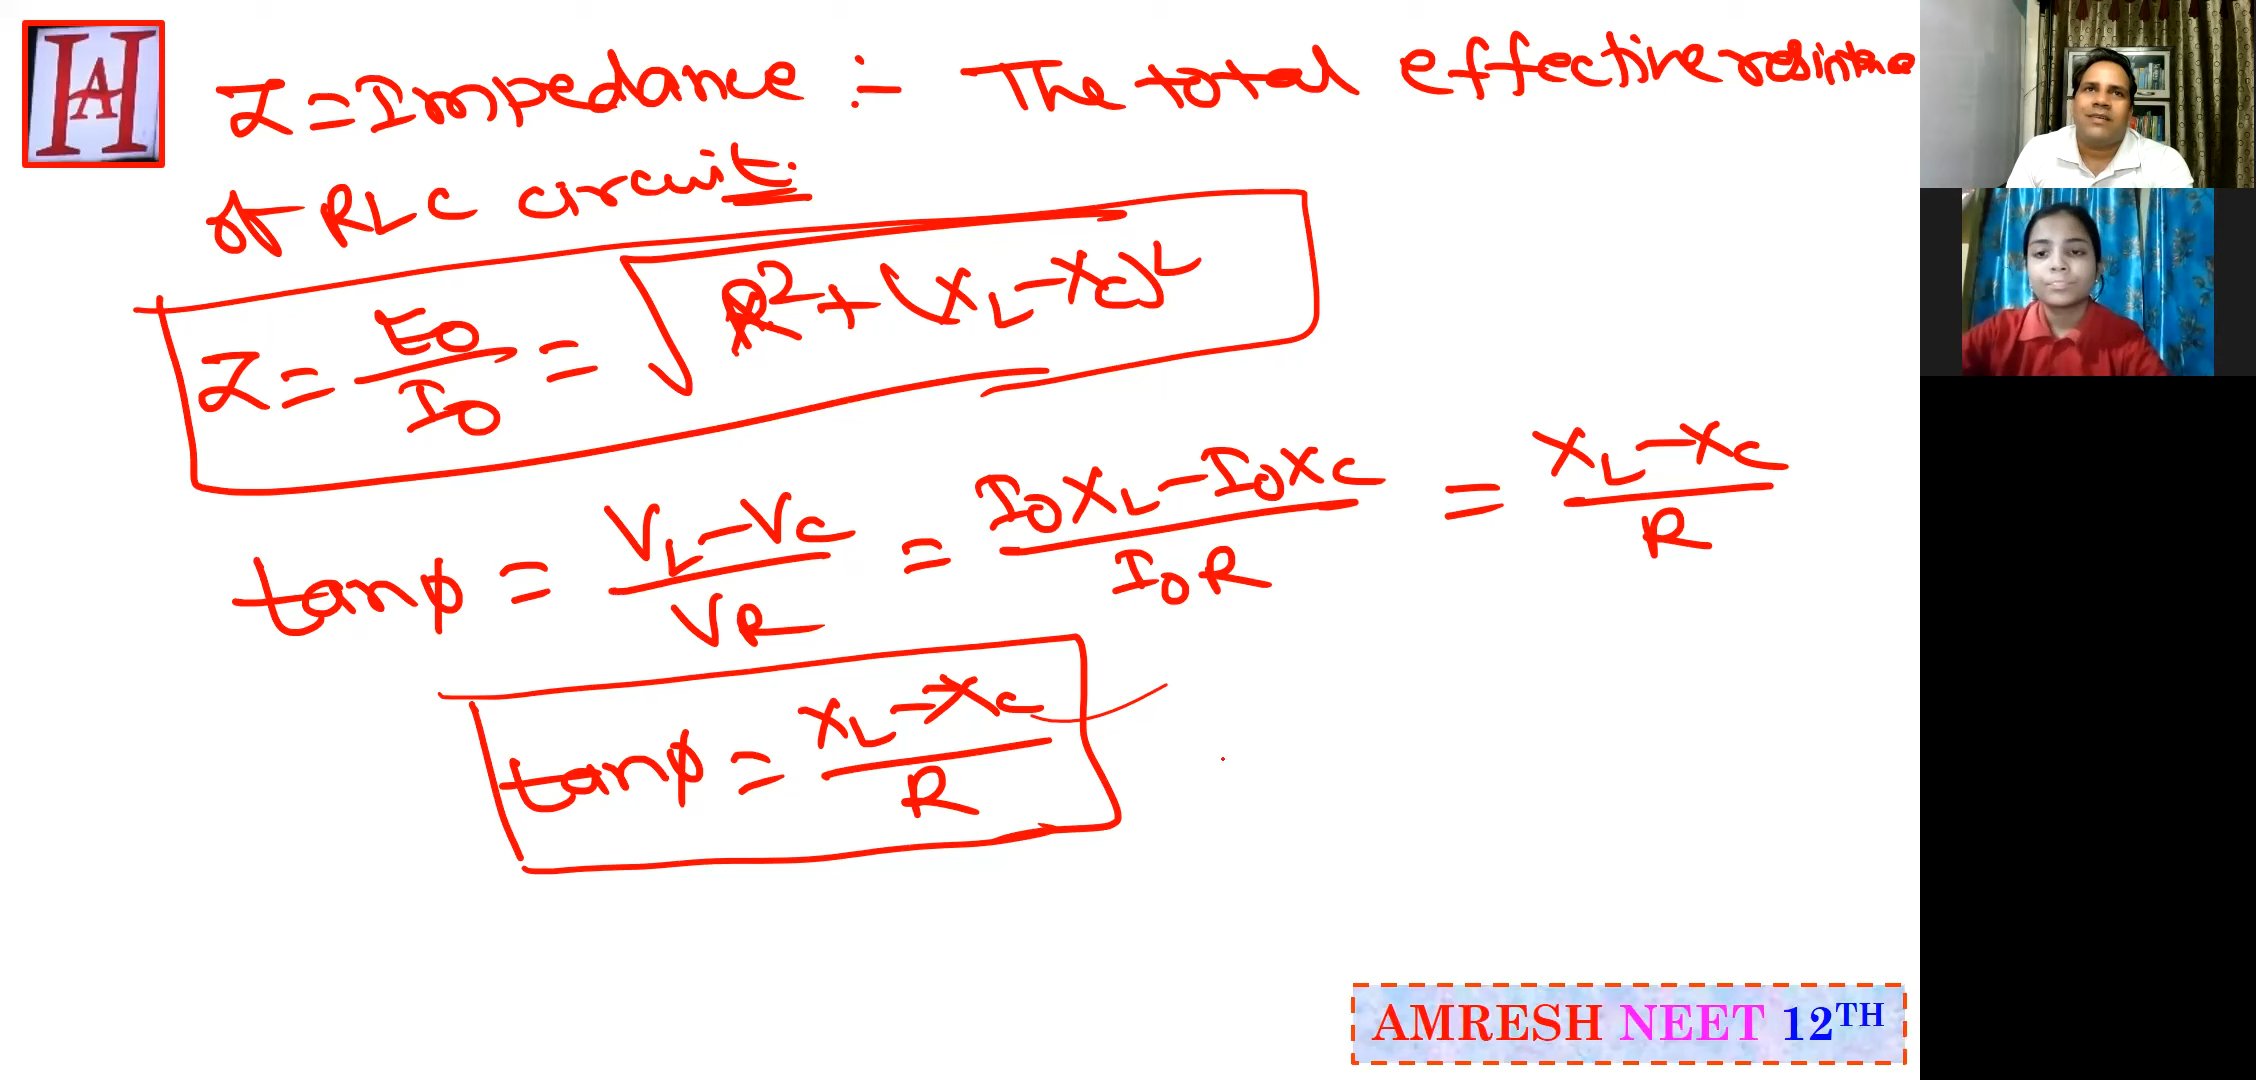 HA
Z = Impedance :- The total effective resistance
of RLC circuit.
Z = E₀/I₀ = √(R² + (X_L - X_C)²)
tanφ = (V_L - V_C)/V_R = (I₀X_L - I₀X_C)/(I₀R) = (X_L - X_C)/R
tanφ = (X_L - X_C)/R
AMRESH NEET 12TH